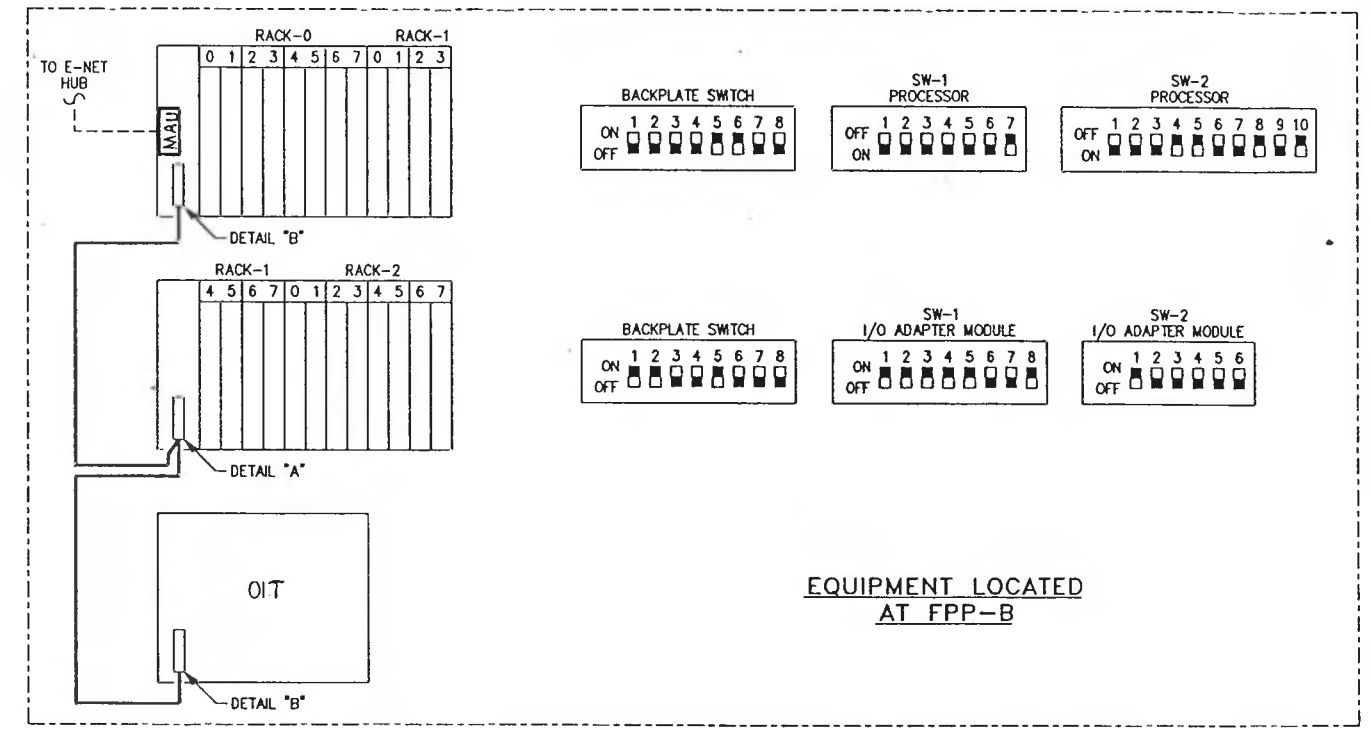 RACK-0 RACK-1
0 1 2 3 4 5 6 7 0 1 2 3
TO E-NET
HUB
MAU
DETAIL "B"
BACKPLATE SWITCH
1 2 3 4 5 6 7 8
ON
OFF
SW-1
PROCESSOR
1 2 3 4 5 6 7
OFF
ON
SW-2
PROCESSOR
1 2 3 4 5 6 7 8 9 10
OFF
ON
RACK-1 RACK-2
4 5 6 7 0 1 2 3 4 5 6 7
DETAIL "A"
BACKPLATE SWITCH
1 2 3 4 5 6 7 8
ON
OFF
SW-1
I/O ADAPTER MODULE
1 2 3 4 5 6 7 8
ON
OFF
SW-2
I/O ADAPTER MODULE
1 2 3 4 5 6
ON
OFF
OIT
DETAIL "B"
EQUIPMENT LOCATED
AT FPP-B